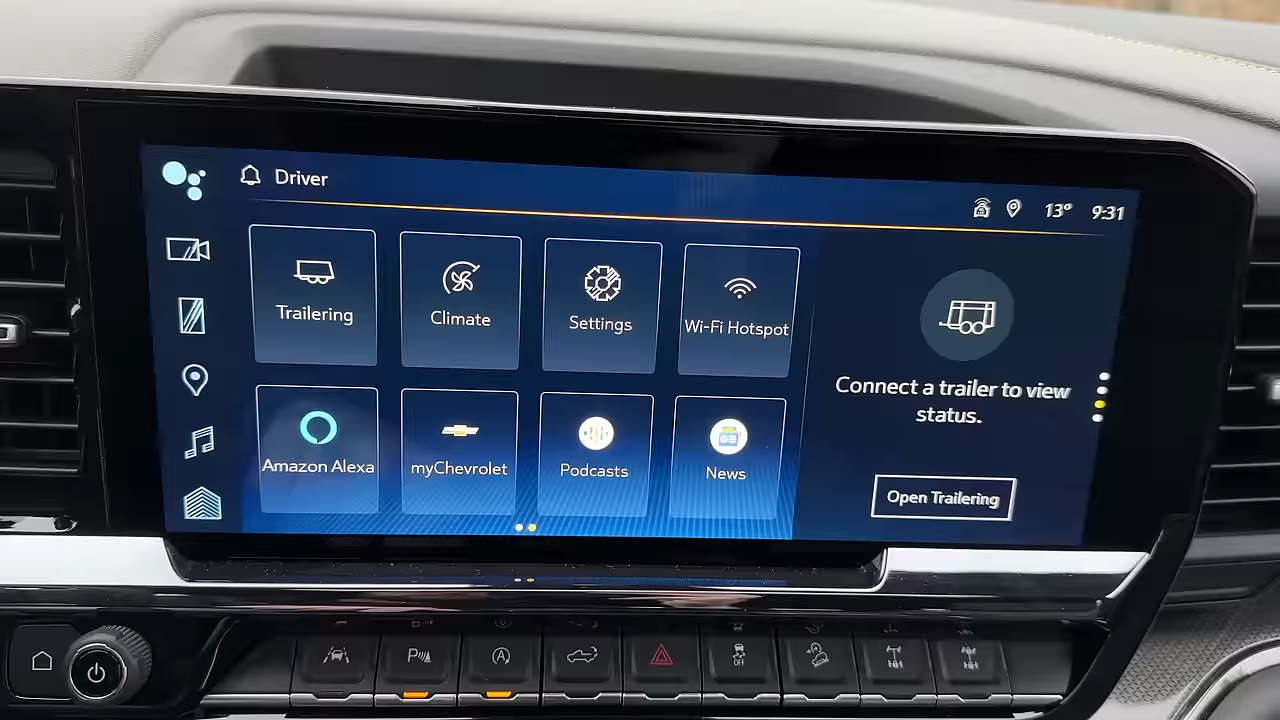 Driver
13° 9:31
Trailering
Climate
Settings
Wi-Fi Hotspot
Amazon Alexa
myChevrolet
Podcasts
News
Connect a trailer to view
status.
Open Trailering
P
A
OFF